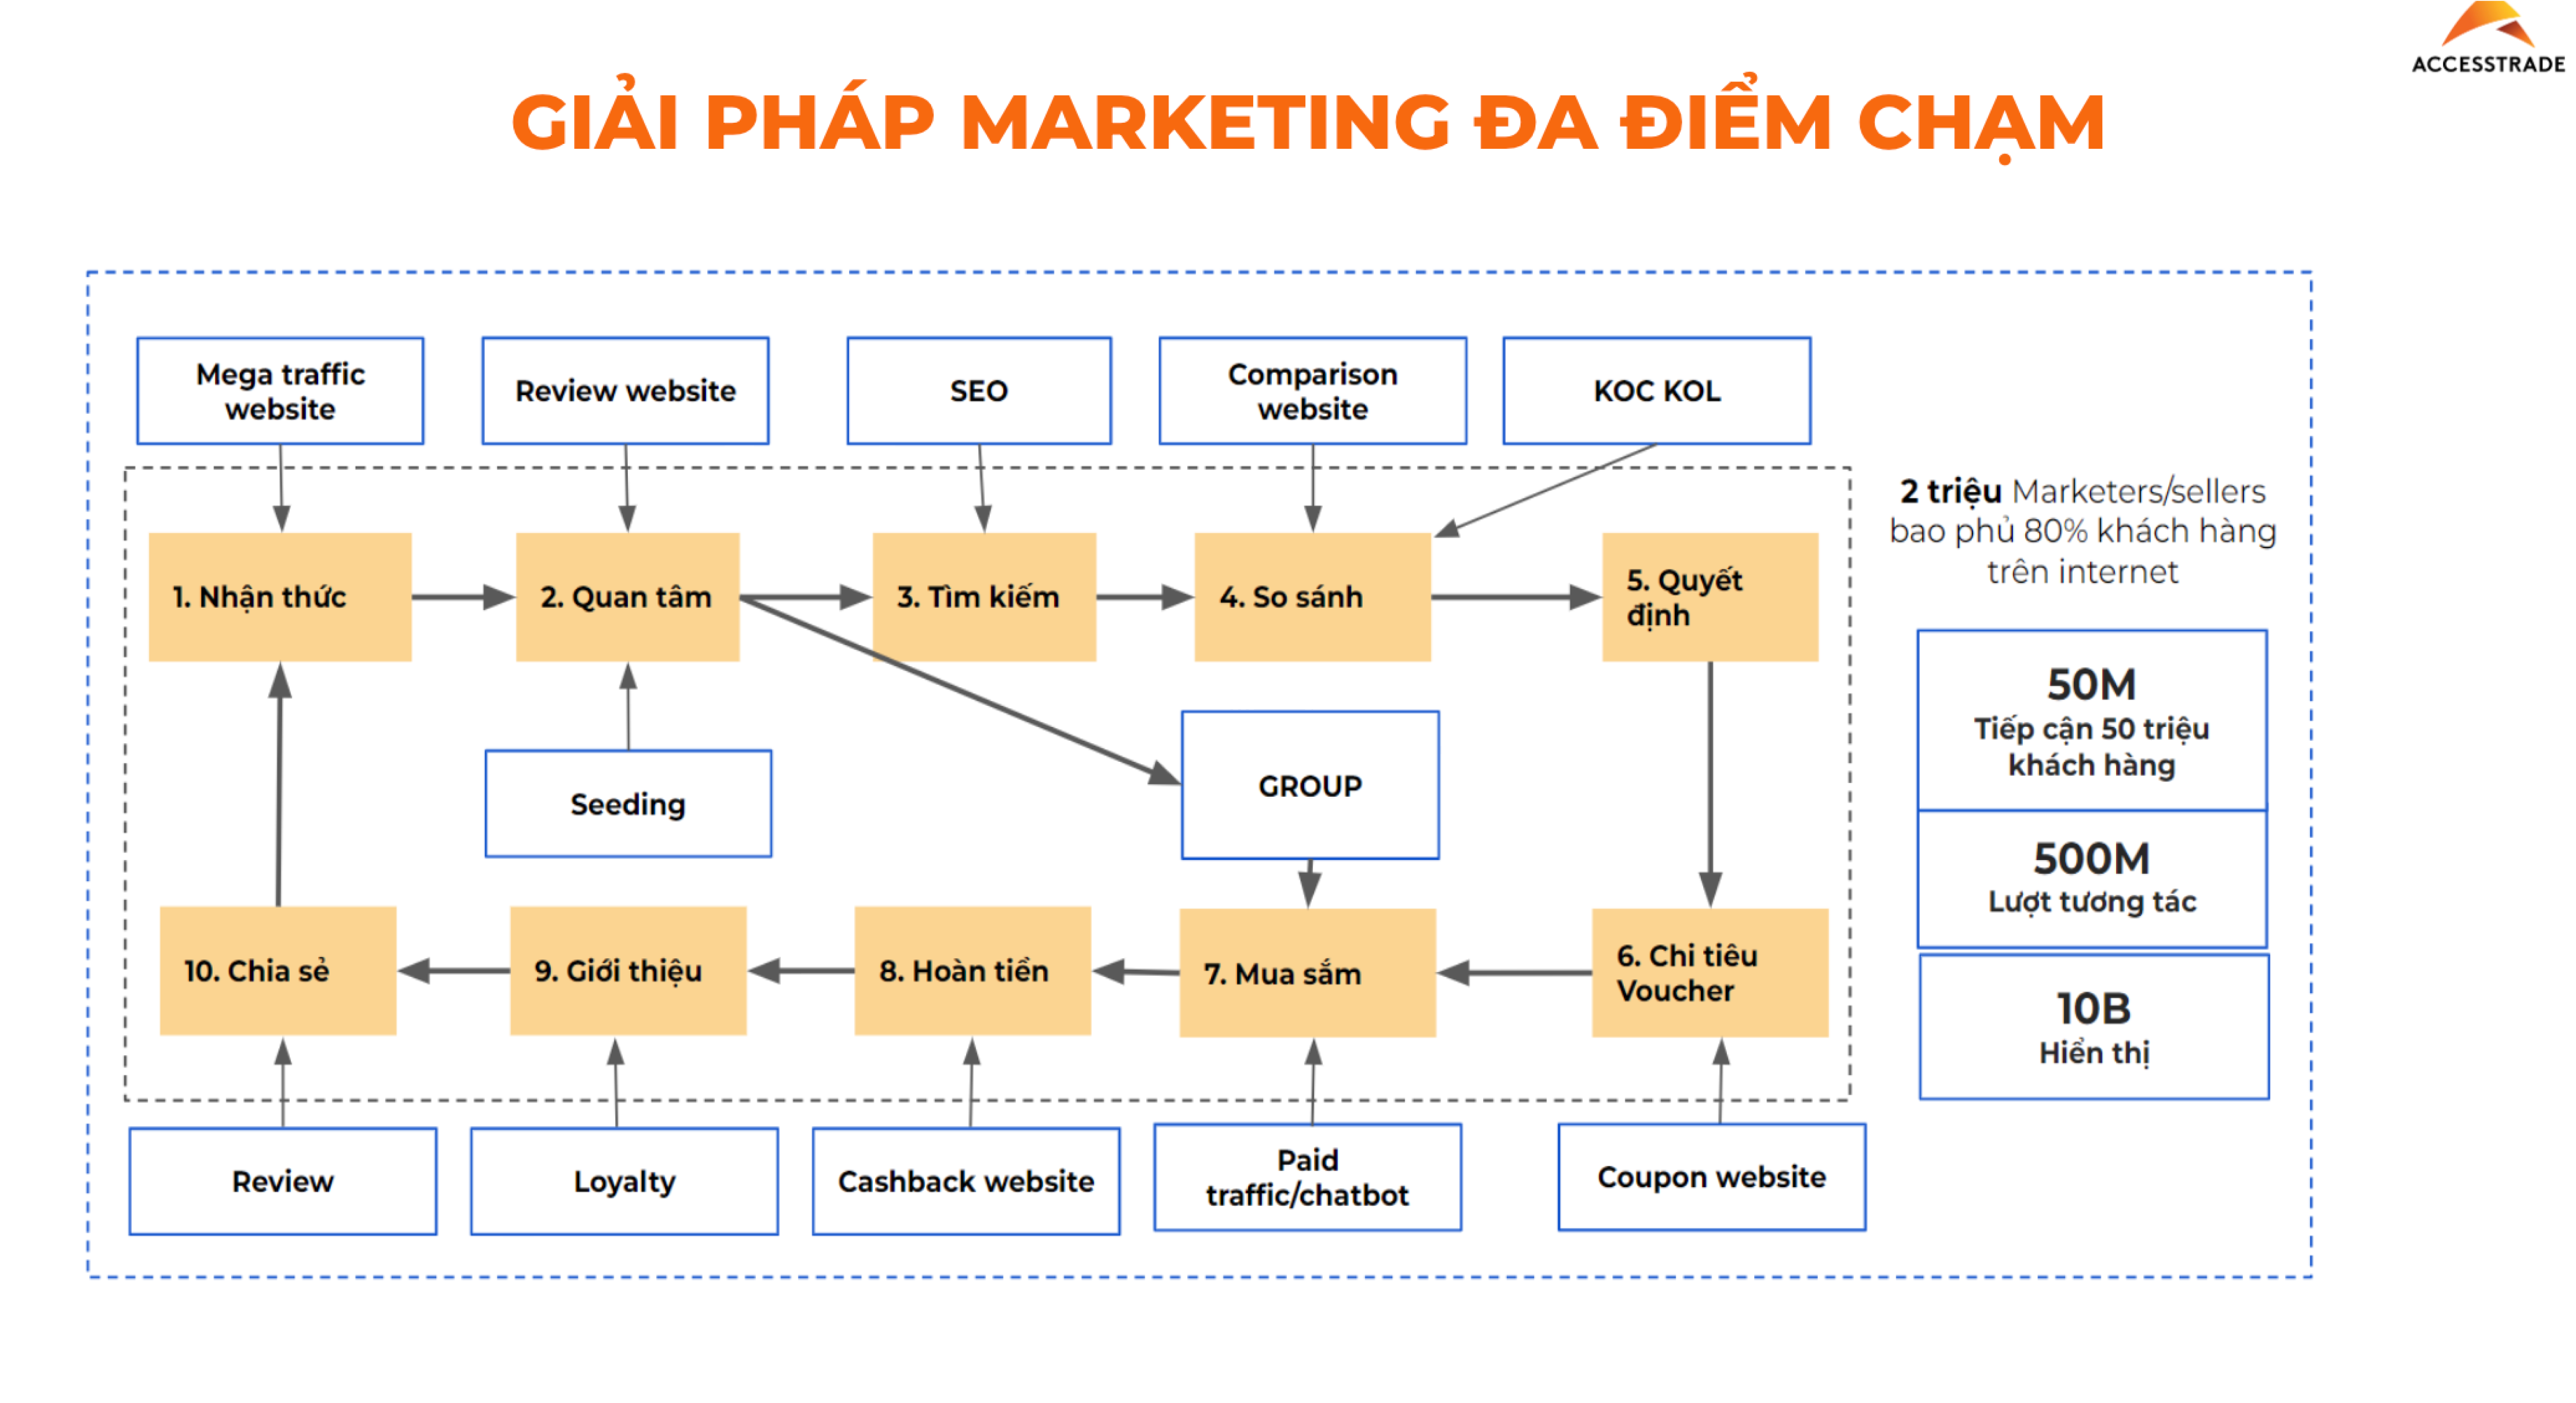 ACCESSTRADE
GIẢI PHÁP MARKETING ĐA ĐIỂM CHẠM
Mega traffic
website
Review website
SEO
Comparison
website
KOC KOL
2 triệu Marketers/sellers
bao phủ 80% khách hàng
trên internet
1. Nhận thức
2. Quan tâm
3. Tìm kiếm
4. So sánh
5. Quyết
định
50M
Tiếp cận 50 triệu
khách hàng
Seeding
GROUP
500M
Lượt tương tác
10. Chia sẻ
9. Giới thiệu
8. Hoàn tiền
7. Mua sắm
6. Chi tiêu
Voucher
10B
Hiển thị
Review
Loyalty
Cashback website
Paid
traffic/chatbot
Coupon website